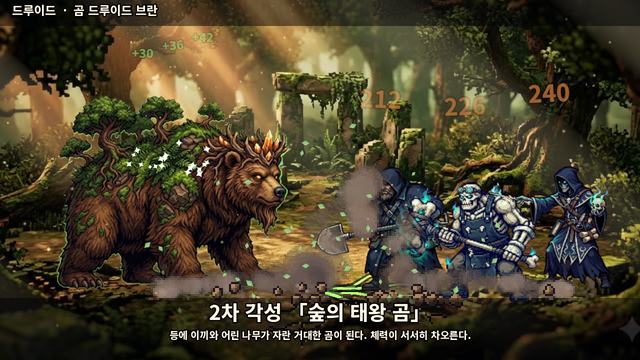 드루이드 · 곰 드루이드 브란
+30 +36 +42
212 226 240
2차 각성 「숲의 태왕 곰」
등에 이끼와 어린 나무가 자란 거대한 곰이 된다. 체력이 서서히 차오른다.